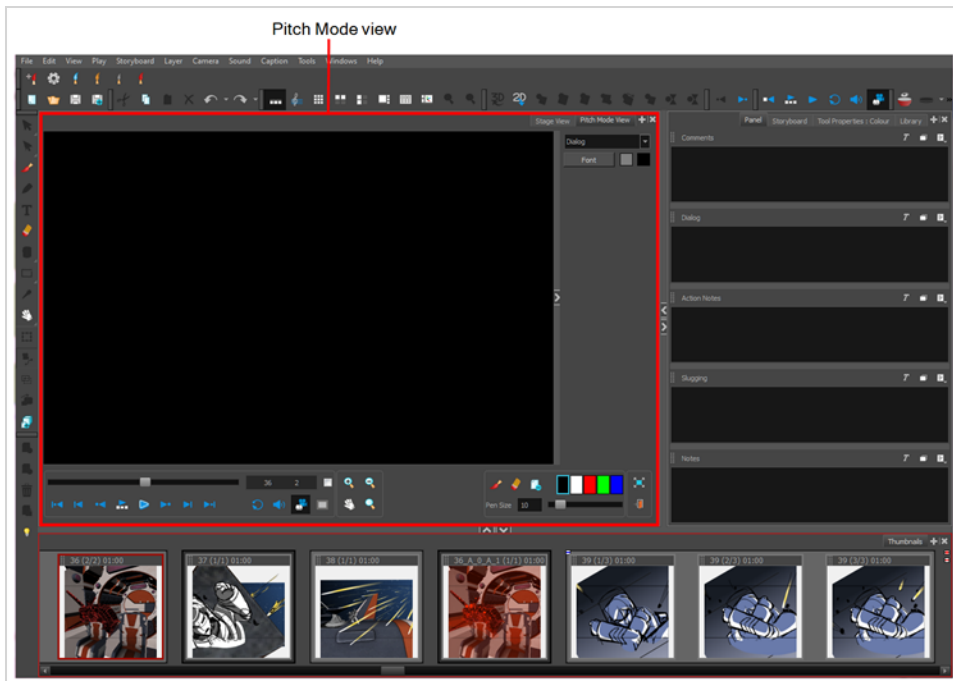 Pitch Mode view
File Edit View Play Storyboard Layer Camera Sound Caption Tools Windows Help
3D 2D
Stage View Pitch Mode View
Panel Storyboard Tool Properties : Colour Library
Dialog
Font
Comments
Dialog
Action Notes
Slugging
Notes
36 2
Pen Size 10
Thumbnails
36 (2/2) 01:00
37 (1/1) 01:00
38 (1/1) 01:00
36_A_0_A_1 (1/1) 01:00
39 (1/3) 01:00
39 (2/3) 01:00
39 (3/3) 01:00